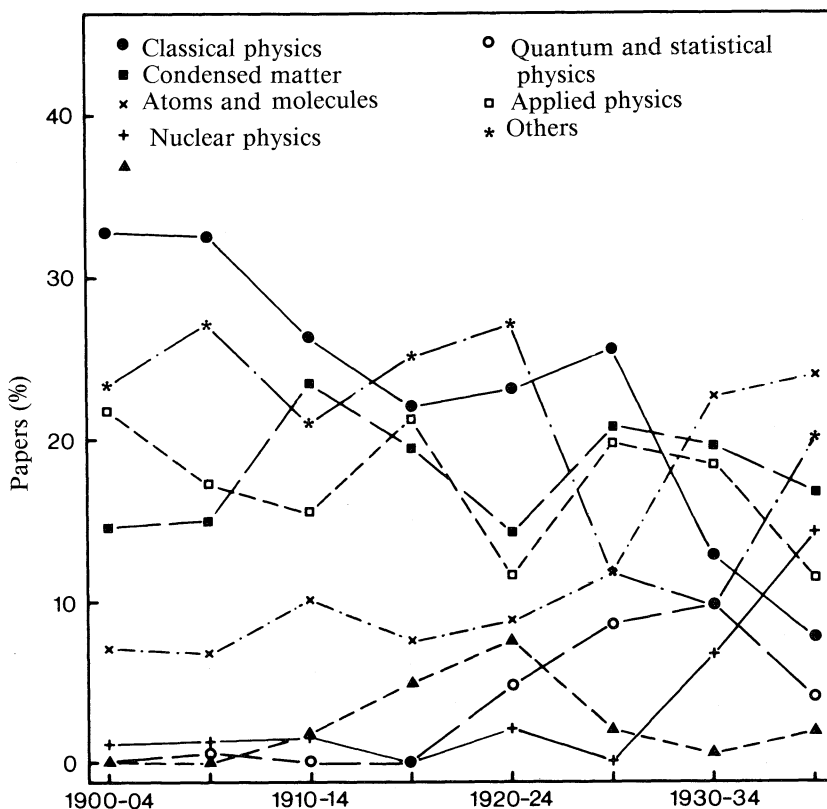 Classical physics
Condensed matter
Atoms and molecules
Nuclear physics
Quantum and statistical
physics
Applied physics
Others
40
30
20
10
0
Papers (%)
1900-04
1910-14
1920-24
1930-34